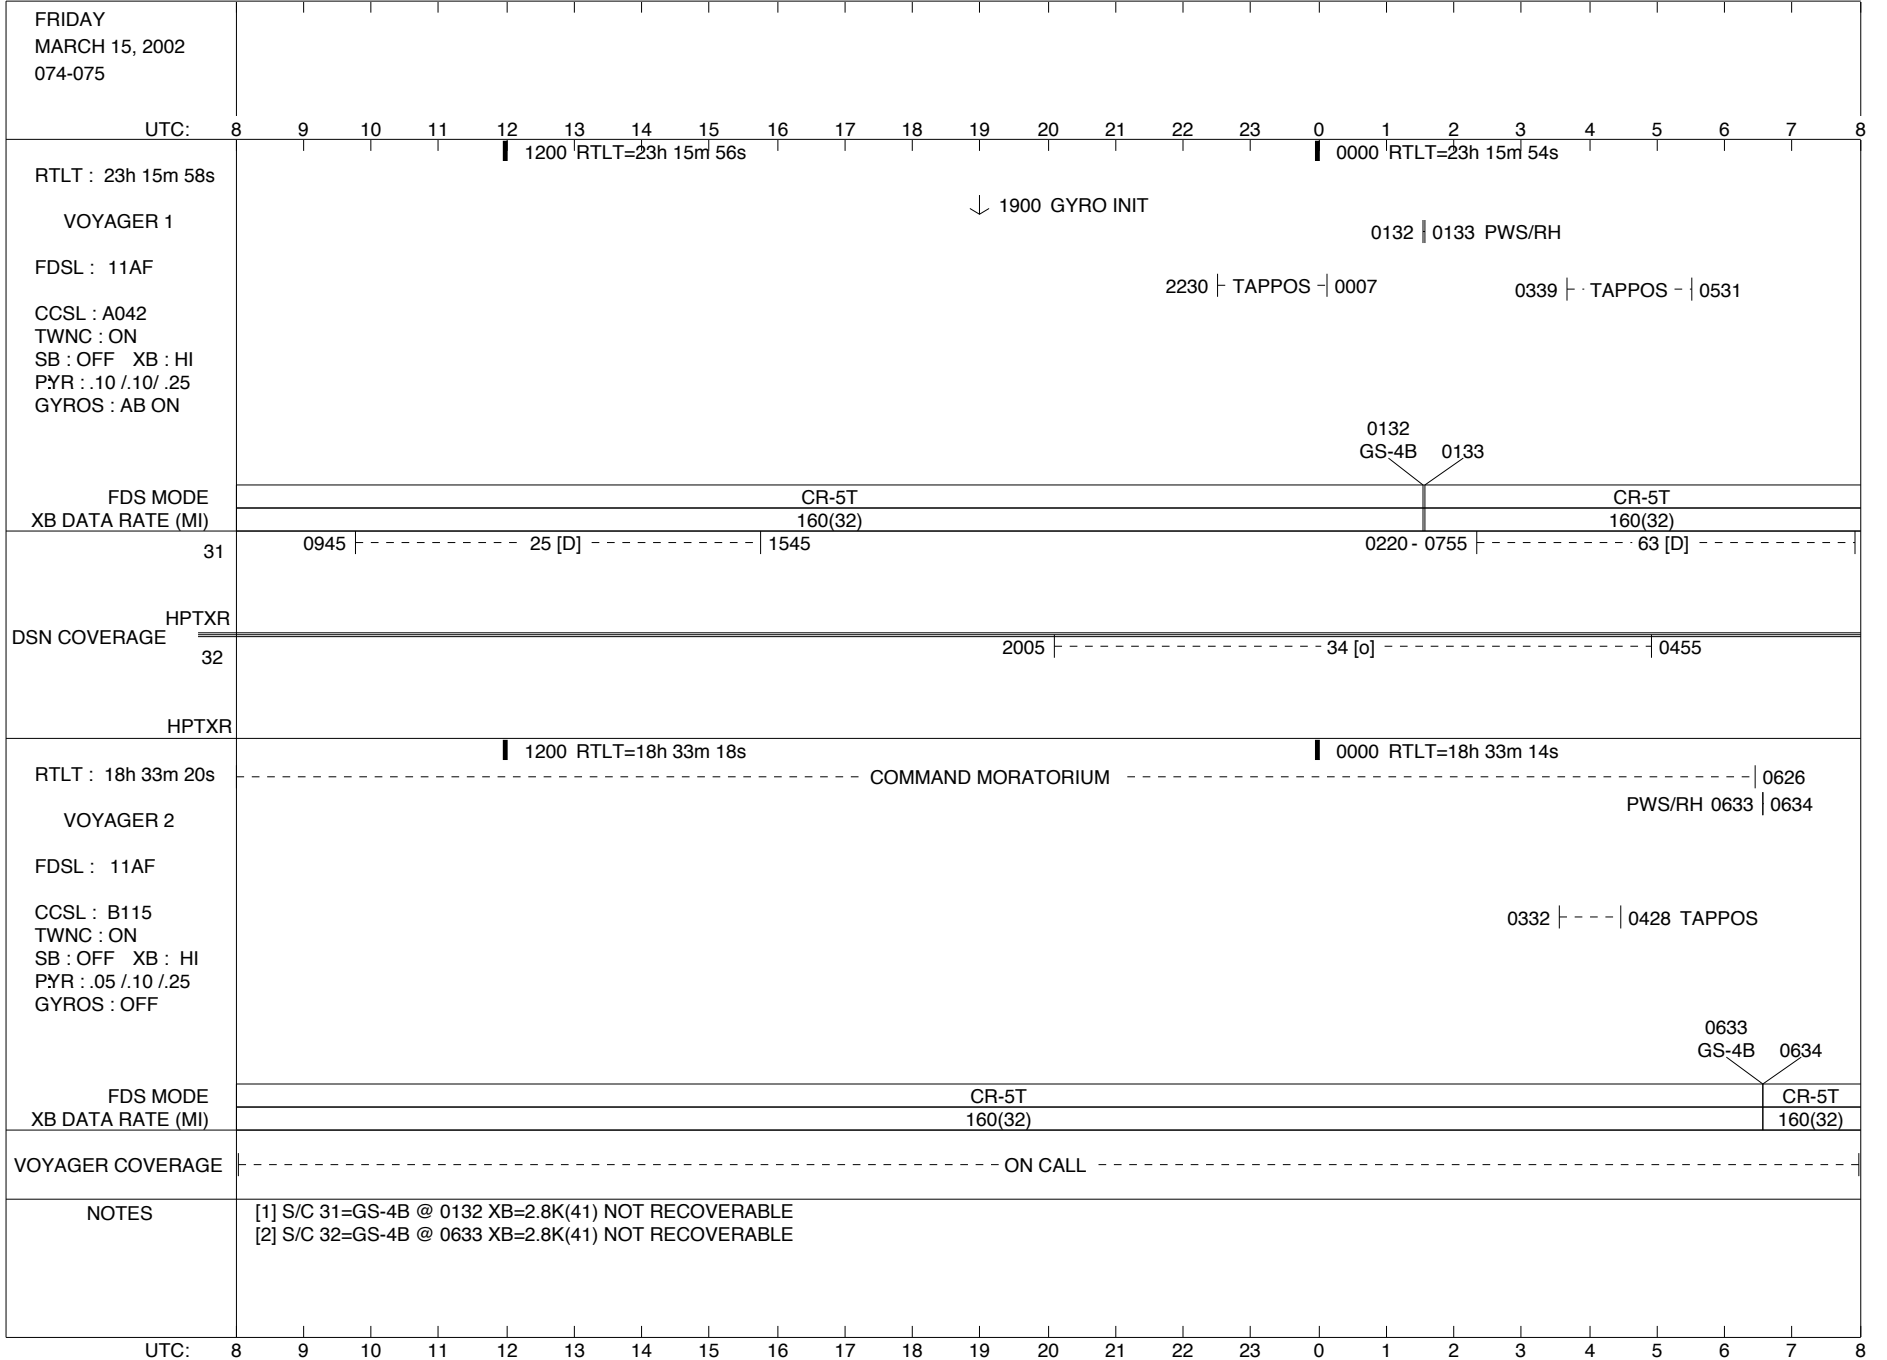 FRIDAY
MARCH 15, 2002
074-075
UTC: 8 9 10 11 12 13 14 15 16 17 18 19 20 21 22 23 0 1 2 3 4 5 6 7 8
1200 RTLT=23h 15m 56s 0000 RTLT=23h 15m 54s
RTLT : 23h 15m 58s
1900 GYRO INIT
VOYAGER 1
0132 0133 PWS/RH
FDSL : 11AF
2230 TAPPOS 0007 0339 TAPPOS 0531
CCSL : A042
TWNC : ON
SB : OFF XB : HI
P:YR : .10 /.10/ .25
GYROS : AB ON
0132
GS-4B 0133
FDS MODE CR-5T CR-5T
XB DATA RATE (MI) 160(32) 160(32)
31 0945 25 [D] 1545 0220 - 0755 63 [D]
HPTXR
DSN COVERAGE
32 2005 34 [o] 0455
HPTXR
1200 RTLT=18h 33m 18s 0000 RTLT=18h 33m 14s
RTLT : 18h 33m 20s COMMAND MORATORIUM 0626
PWS/RH 0633 0634
VOYAGER 2
FDSL : 11AF
CCSL : B115
0332 0428 TAPPOS
TWNC : ON
SB : OFF XB : HI
P:YR : .05 /.10 /.25
GYROS : OFF
0633
GS-4B 0634
FDS MODE CR-5T CR-5T
XB DATA RATE (MI) 160(32) 160(32)
VOYAGER COVERAGE ON CALL
NOTES [1] S/C 31=GS-4B @ 0132 XB=2.8K(41) NOT RECOVERABLE
[2] S/C 32=GS-4B @ 0633 XB=2.8K(41) NOT RECOVERABLE
UTC: 8 9 10 11 12 13 14 15 16 17 18 19 20 21 22 23 0 1 2 3 4 5 6 7 8